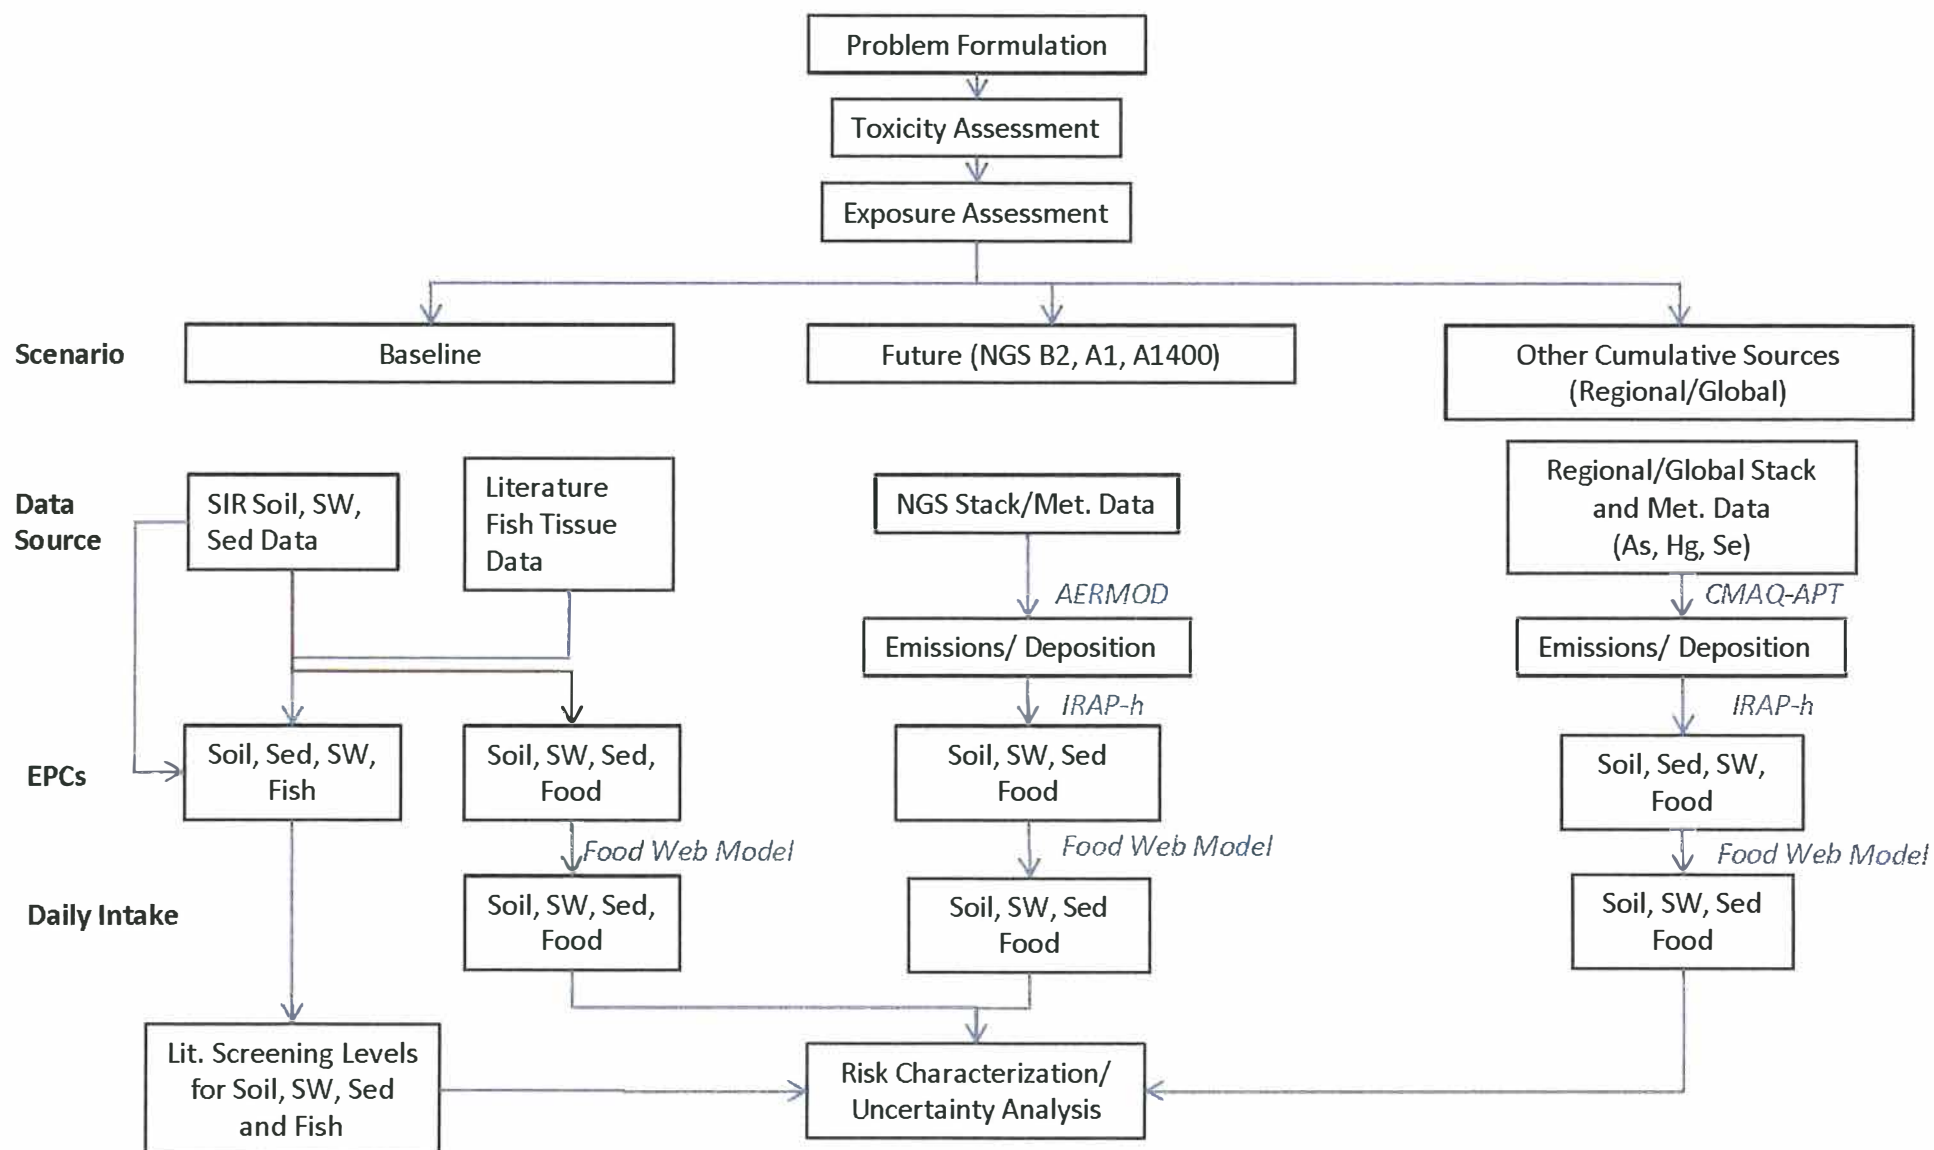 Problem Formulation
Toxicity Assessment
Exposure Assessment
Scenario
Baseline
Future (NGS B2, A1, A1400)
Other Cumulative Sources
(Regional/Global)
Data
Source
SIR Soil, SW,
Sed Data
Literature
Fish Tissue
Data
NGS Stack/Met. Data
Regional/Global Stack
and Met. Data
(As, Hg, Se)
AERMOD
CMAQ-APT
Emissions/ Deposition
Emissions/ Deposition
IRAP-h
IRAP-h
EPCs
Soil, Sed, SW,
Fish
Soil, SW, Sed,
Food
Soil, SW, Sed
Food
Soil, Sed, SW,
Food
Food Web Model
Food Web Model
Food Web Model
Daily Intake
Soil, SW, Sed,
Food
Soil, SW, Sed
Food
Soil, SW, Sed
Food
Lit. Screening Levels
for Soil, SW, Sed
and Fish
Risk Characterization/
Uncertainty Analysis